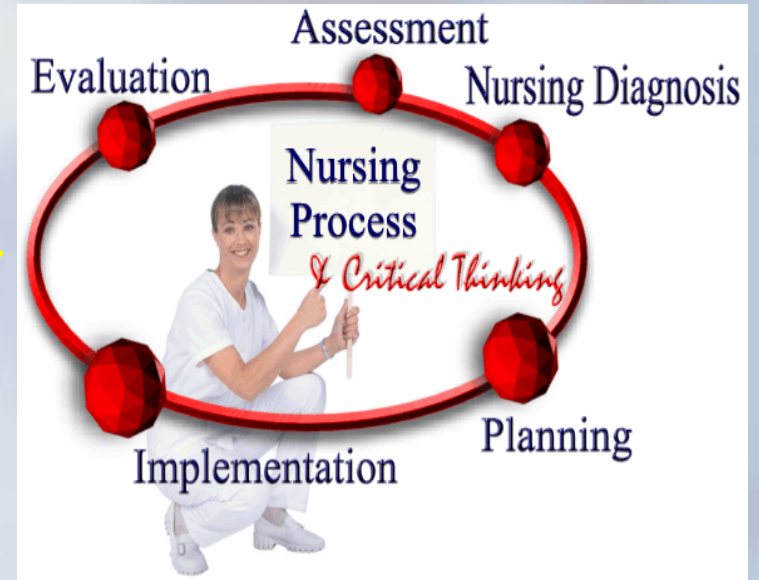 Assessment
Evaluation
Nursing Diagnosis
Nursing
Process
& Critical Thinking
Planning
Implementation